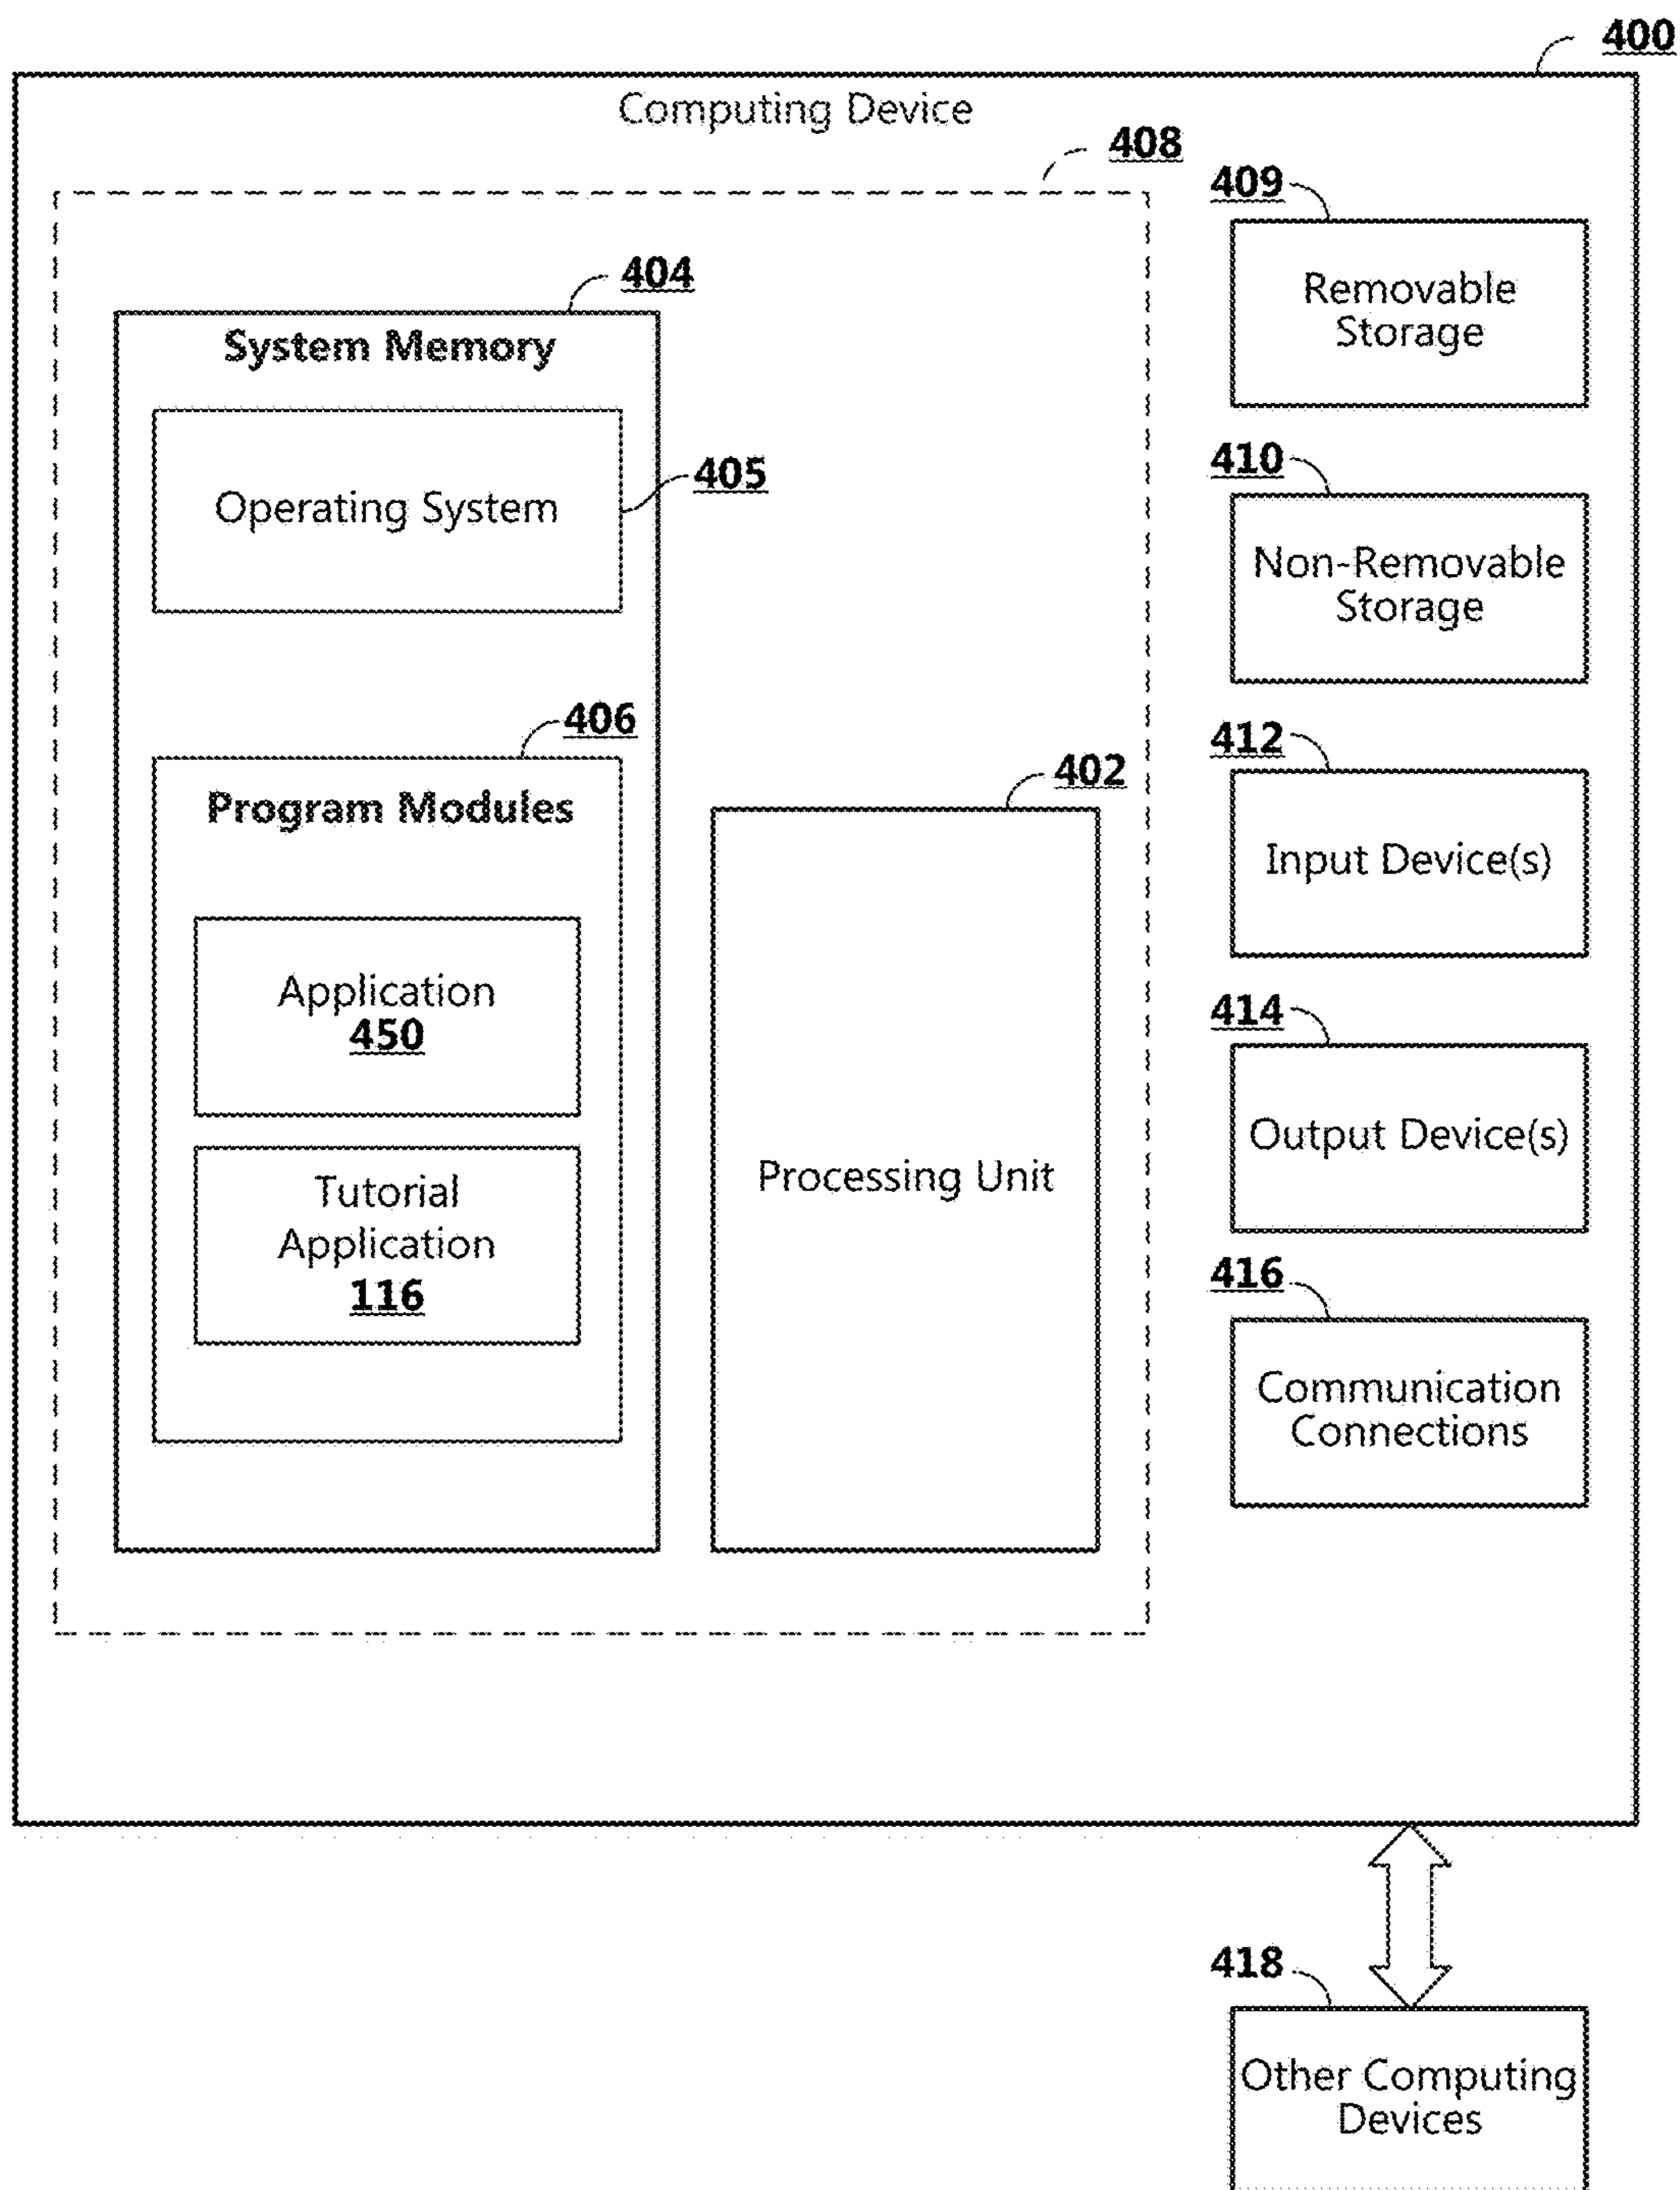 400
Computing Device
408
409
Removable
Storage
404
System Memory
Operating System
405
410
Non-Removable
Storage
406
Program Modules
402
412
Input Device(s)
Application
450
Processing Unit
414
Output Device(s)
Tutorial
Application
116
416
Communication
Connections
418
Other Computing
Devices